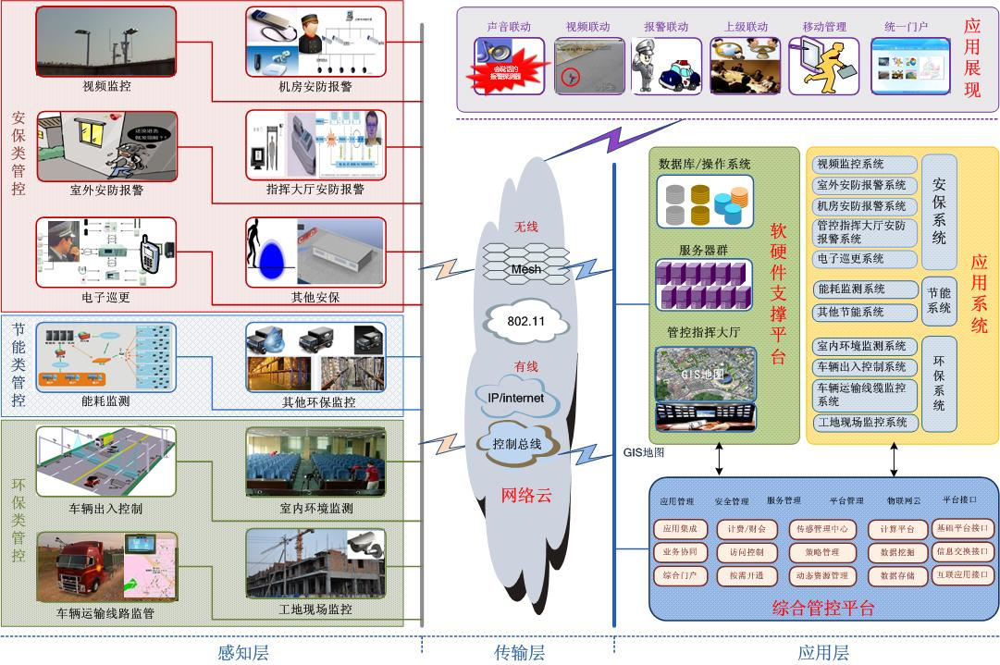 安保类管控
视频监控
机房安防报警
室外安防报警
指挥大厅安防报警
电子巡更
其他安保
节能类管控
能耗监测
其他环保监控
环保类管控
车辆出入控制
室内环境监测
车辆运输线路监管
工地现场监控
感知层
无线
Mesh
802.11
有线
IP/internet
控制总线
网络云
传输层
声音联动
视频联动
报警联动
上级联动
移动管理
统一门户
会说话的
报警探测器
应用展现
数据库/操作系统
服务器群
管控指挥大厅
GIS地图
软硬件支撑平台
GIS地图
视频监控系统
室外安防报警系统
机房安防报警系统
管控指挥大厅安防
报警系统
电子巡更系统
安保系统
能耗监测系统
其他节能系统
节能
系统
室内环境监测系统
车辆出入控制系统
车辆运输线缆监控
系统
工地现场监控系统
环保系统
应用系统
应用管理
安全管理
服务管理
平台管理
物联网云
平台接口
应用集成
计费/财会
传感管理中心
计算平台
基础平台接口
业务协同
访问控制
策略管理
数据挖掘
信息交换接口
综合门户
按需开通
动态资源管理
数据存储
互联应用接口
综合管控平台
应用层